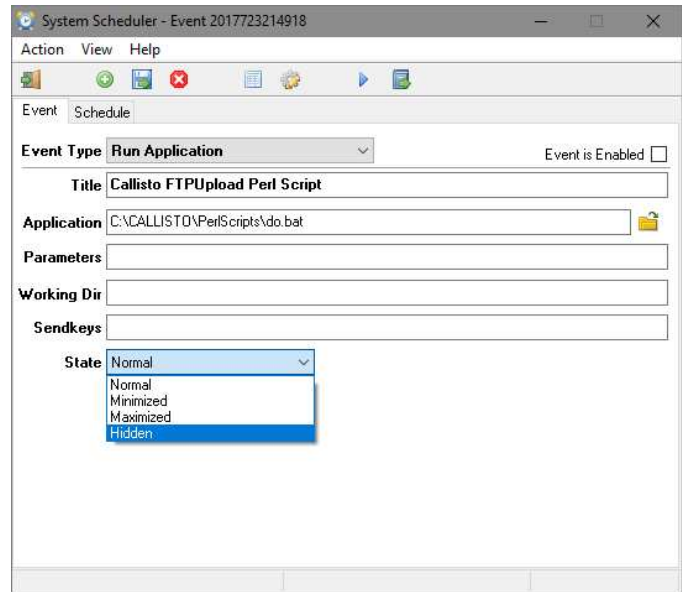 System Scheduler - Event 2017723214918
Action View Help
Event Schedule
Event Type Run Application Event is Enabled
Title Callisto FTPUpload Perl Script
Application C:\CALLISTO\PerlScripts\do.bat
Parameters
Working Dir
Sendkeys
State Normal
Normal
Minimized
Maximized
Hidden